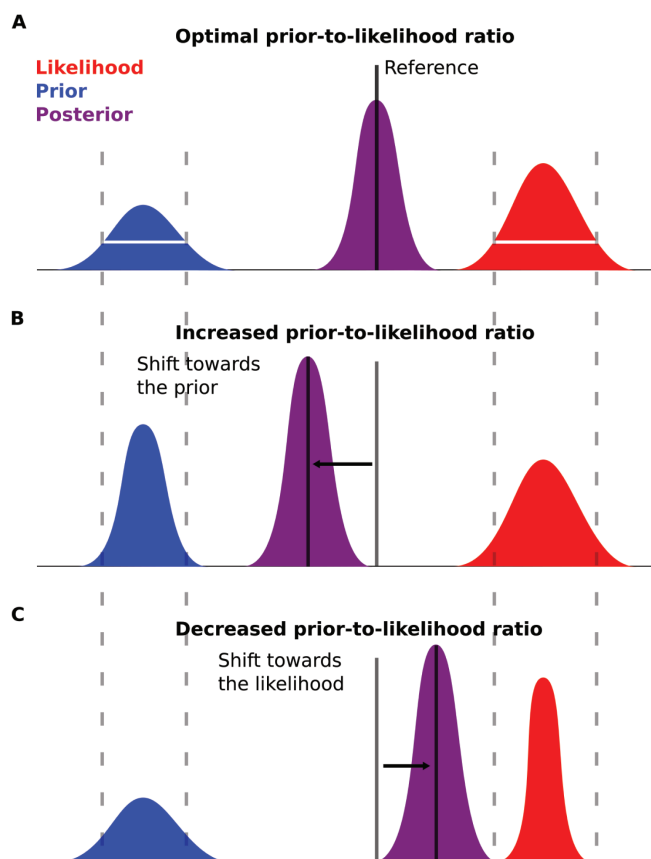 A
Optimal prior-to-likelihood ratio
Likelihood
Prior
Posterior
Reference
B
Increased prior-to-likelihood ratio
Shift towards
the prior
C
Decreased prior-to-likelihood ratio
Shift towards
the likelihood